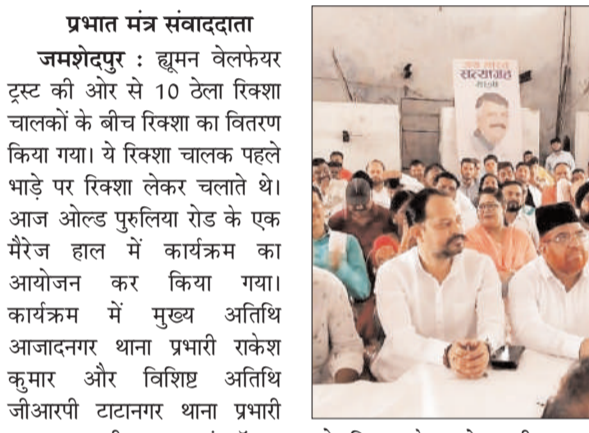 प्रभात मंत्र संवाददाता
जमशेदपुर : ह्यूमन वेलफेयर
ट्रस्ट की ओर से 10 ठेला रिक्शा
चालकों के बीच रिक्शा का वितरण
किया गया। ये रिक्शा चालक पहले
भाड़े पर रिक्शा लेकर चलाते थे।
आज ओल्ड पुरुलिया रोड के एक
मैरेज हाल में कार्यक्रम का
आयोजन कर किया गया।
कार्यक्रम में मुख्य अतिथि
आजादनगर थाना प्रभारी राकेश
कुमार और विशिष्ट अतिथि
जीआरपी टाटानगर थाना प्रभारी
सत्याग्रह